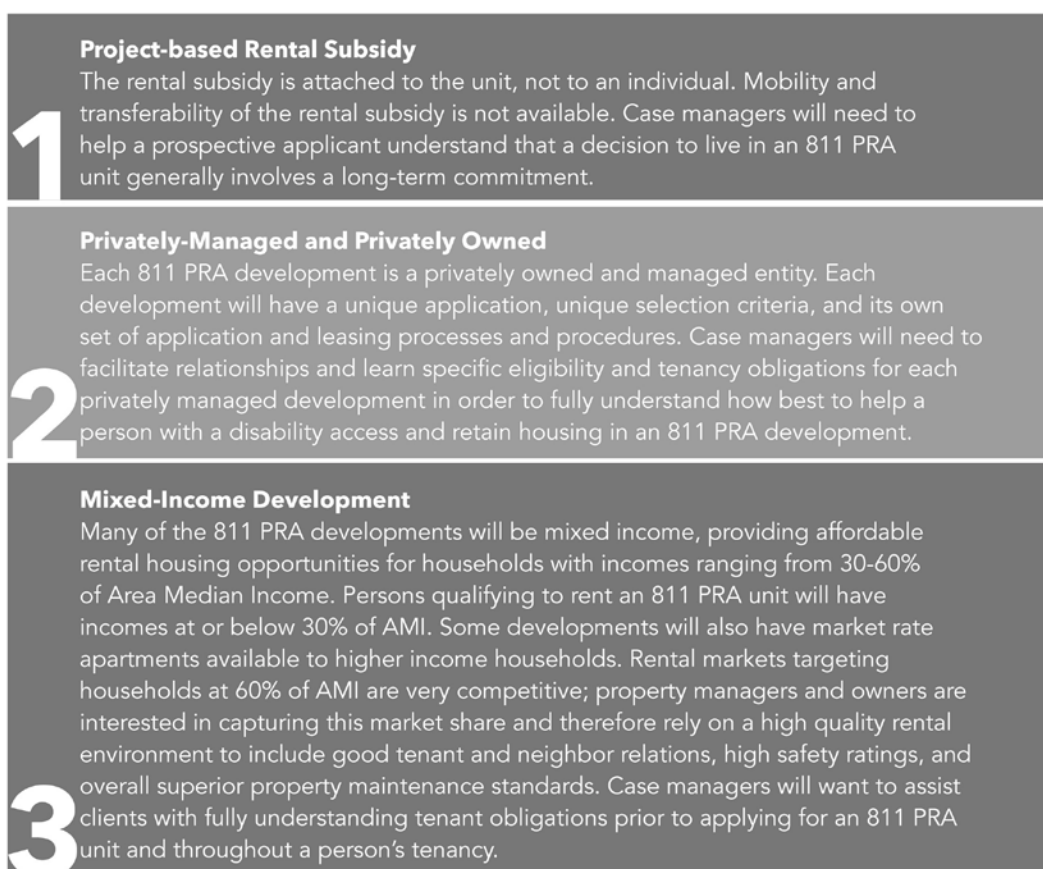 Project-based Rental Subsidy
The rental subsidy is attached to the unit, not to an individual. Mobility and
transferability of the rental subsidy is not available. Case managers will need to
help a prospective applicant understand that a decision to live in an 811 PRA
unit generally involves a long-term commitment.
1
Privately-Managed and Privately Owned
Each 811 PRA development is a privately owned and managed entity. Each
development will have a unique application, unique selection criteria, and its own
set of application and leasing processes and procedures. Case managers will need to
facilitate relationships and learn specific eligibility and tenancy obligations for each
privately managed development in order to fully understand how best to help a
person with a disability access and retain housing in an 811 PRA development.
2
Mixed-Income Development
Many of the 811 PRA developments will be mixed income, providing affordable
rental housing opportunities for households with incomes ranging from 30-60%
of Area Median Income. Persons qualifying to rent an 811 PRA unit will have
incomes at or below 30% of AMI. Some developments will also have market rate
apartments available to higher income households. Rental markets targeting
households at 60% of AMI are very competitive; property managers and owners are
interested in capturing this market share and therefore rely on a high quality rental
environment to include good tenant and neighbor relations, high safety ratings, and
overall superior property maintenance standards. Case managers will want to assist
clients with fully understanding tenant obligations prior to applying for an 811 PRA
unit and throughout a person's tenancy.
3